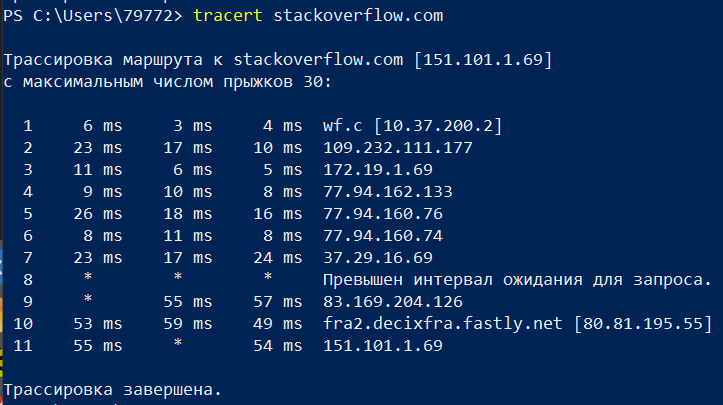 PS C:\Users\79772> tracert stackoverflow.com
Трассировка маршрута к stackoverflow.com [151.101.1.69]
с максимальным числом прыжков 30:
1 6 ms 3 ms 4 ms wf.c [10.37.200.2]
2 23 ms 17 ms 10 ms 109.232.111.177
3 11 ms 6 ms 5 ms 172.19.1.69
4 9 ms 10 ms 8 ms 77.94.162.133
5 26 ms 18 ms 16 ms 77.94.160.76
6 8 ms 11 ms 8 ms 77.94.160.74
7 23 ms 17 ms 24 ms 37.29.16.69
8 * * * Превышен интервал ожидания для запроса.
9 * 55 ms 57 ms 83.169.204.126
10 53 ms 59 ms 49 ms fra2.decixfra.fastly.net [80.81.195.55]
11 55 ms * 54 ms 151.101.1.69
Трассировка завершена.